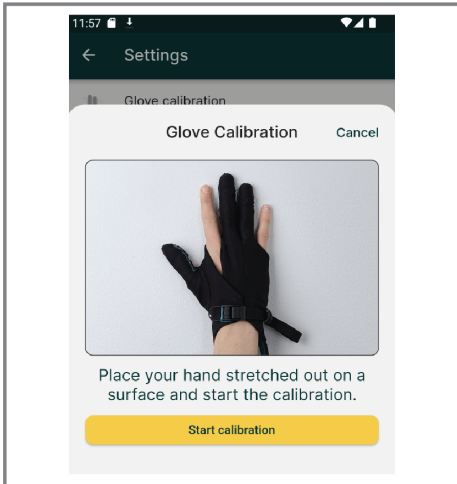 11:57
Settings
Glove calibration
Glove Calibration Cancel
Place your hand stretched out on a
surface and start the calibration.
Start calibration